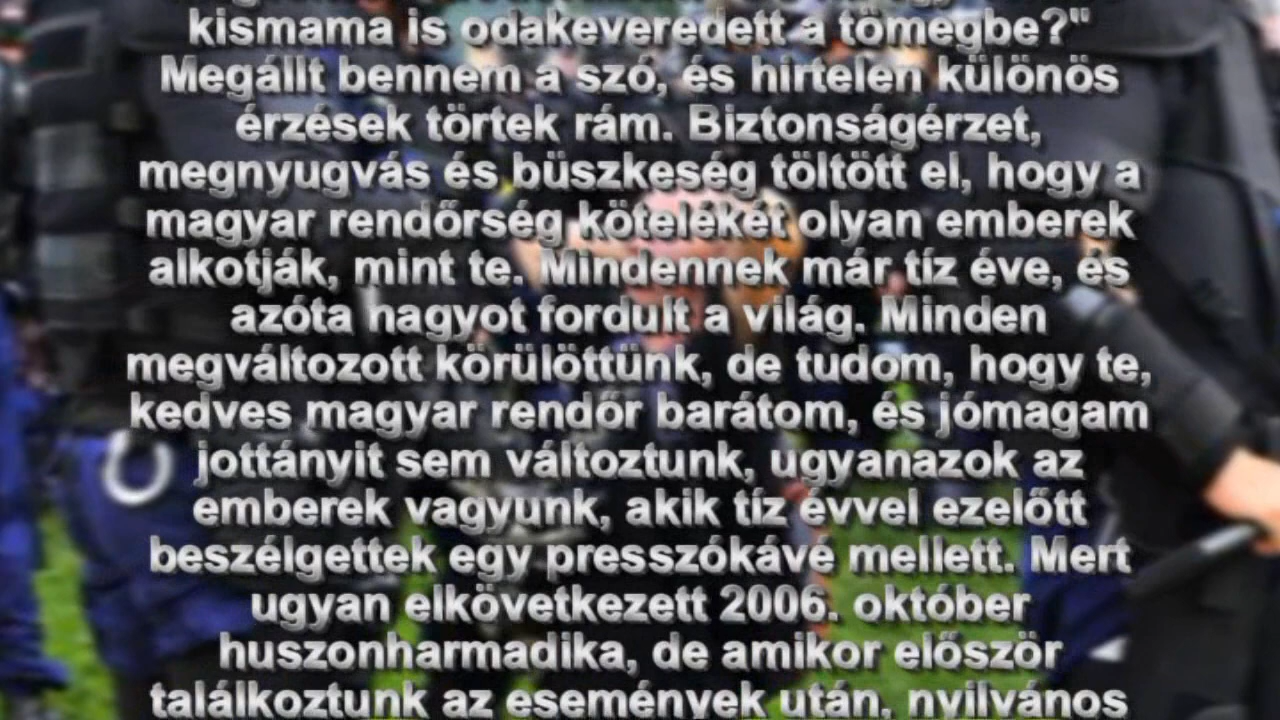 kismama is odakeveredett a tömegbe?"
Megállt bennem a szó, és hirtelen különös
érzések törtek rám. Biztonságérzet,
megnyugvás és büszkeség töltött el, hogy a
magyar rendőrség kötelékét olyan emberek
alkotják, mint te. Mindennek már tíz éve, és
azóta nagyot fordult a világ. Minden
megváltozott körülöttünk, de tudom, hogy te,
kedves magyar rendőr barátom, és jómagam
jottányit sem változtunk, ugyanazok az
emberek vagyunk, akik tíz évvel ezelőtt
beszélgettek egy presszókávé mellett. Mert
ugyan elkövetkezett 2006. október
huszonharmadika, de amikor először
találkoztunk az események után, nyilvános